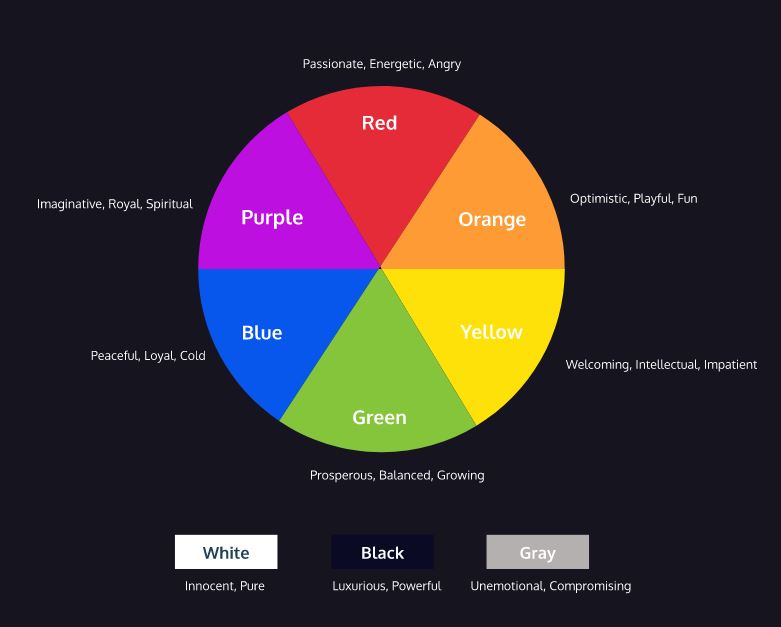 Passionate, Energetic, Angry
Red
Optimistic, Playful, Fun
Imaginative, Royal, Spiritual
Purple
Orange
Blue
Yellow
Peaceful, Loyal, Cold
Welcoming, Intellectual, Impatient
Green
Prosperous, Balanced, Growing
White
Black
Gray
Innocent, Pure
Luxurious, Powerful
Unemotional, Compromising